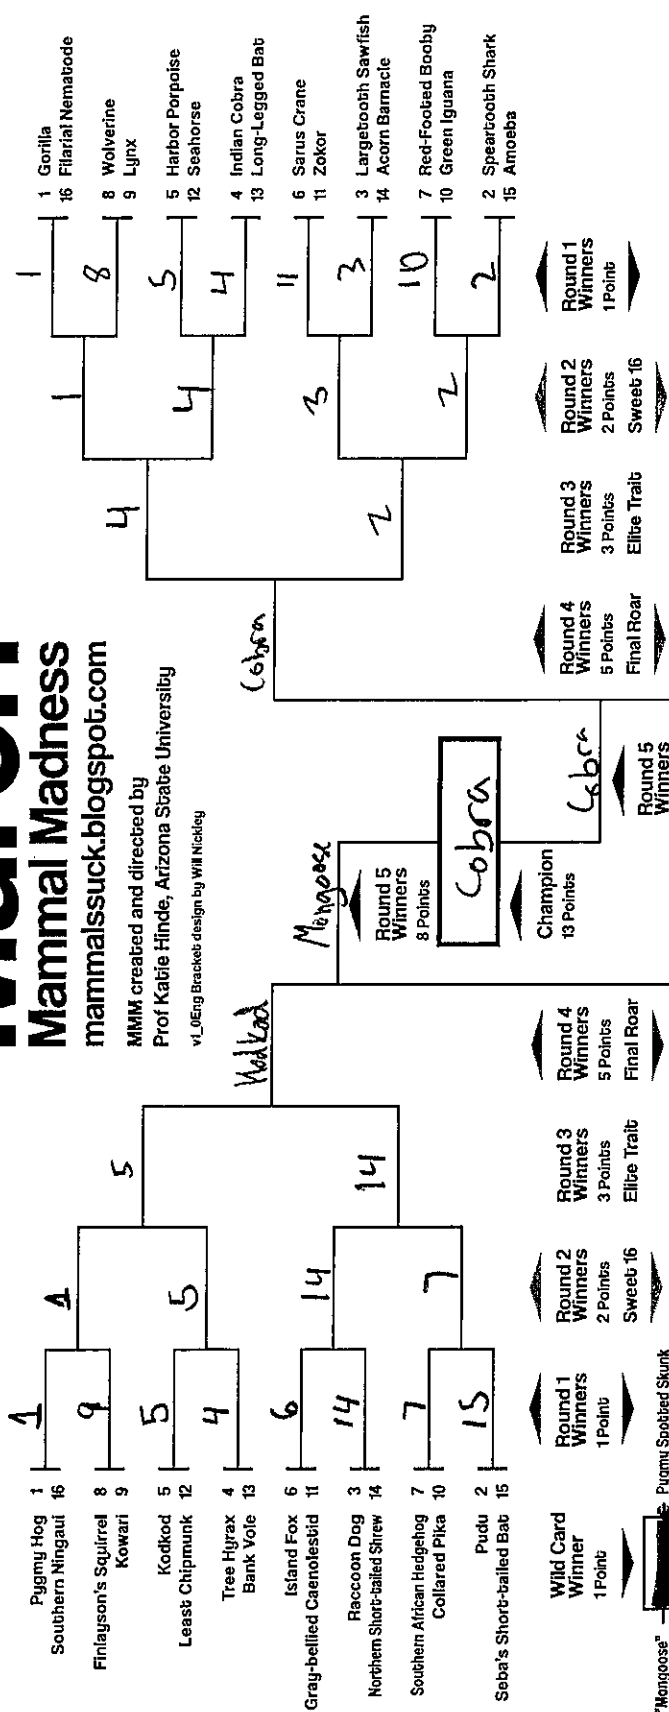 March
Mammal Madness
mammalssuck.blogspot.com
MMM created and directed by
Prof Katie Hinde, Arizona State University
v1_0Eng Bracket design by Will Nickley
Pygmy Hog 1
Southern Ningaui 16
Finlayson's Squirrel 8
Kowari 9
Kodkod 5
Least Chipmunk 12
Tree Hyrax 4
Bank Vole 13
Island Fox 6
Gray-bellied Caenolestid 11
Raccoon Dog 3
Northern Short-tailed Shrew 14
Southern African Hedgehog 7
Collared Pika 10
Pudu 2
Seba's Short-tailed Bat 15
1
9
5
4
6
14
7
15
1
5
14
7
5
14
Kodkod
Mongoose
Round 5
Winners
8 Points
Cobra
Champion
13 Points
Cobra
Round 5
Winners
Cobra
4
2
1
4
3
2
1
8
5
4
11
3
10
2
1 Gorilla
16 Filarial Nematode
8 Wolverine
9 Lynx
5 Harbor Porpoise
12 Seahorse
4 Indian Cobra
13 Long-Legged Bat
6 Sarus Crane
11 Zokor
3 Largetooth Sawfish
14 Acorn Barnacle
7 Red-Footed Booby
10 Green Iguana
2 Speartooth Shark
15 Amoeba
Wild Card
Winner
1 Point
Round 1
Winners
1 Point
Round 2
Winners
2 Points
Sweet 16
Round 3
Winners
3 Points
Elite Trait
Round 4
Winners
5 Points
Final Roar
Round 4
Winners
5 Points
Final Roar
Round 3
Winners
3 Points
Elite Trait
Round 2
Winners
2 Points
Sweet 16
Round 1
Winners
1 Point
"Mongoose"
Pygmy Spotted Skunk